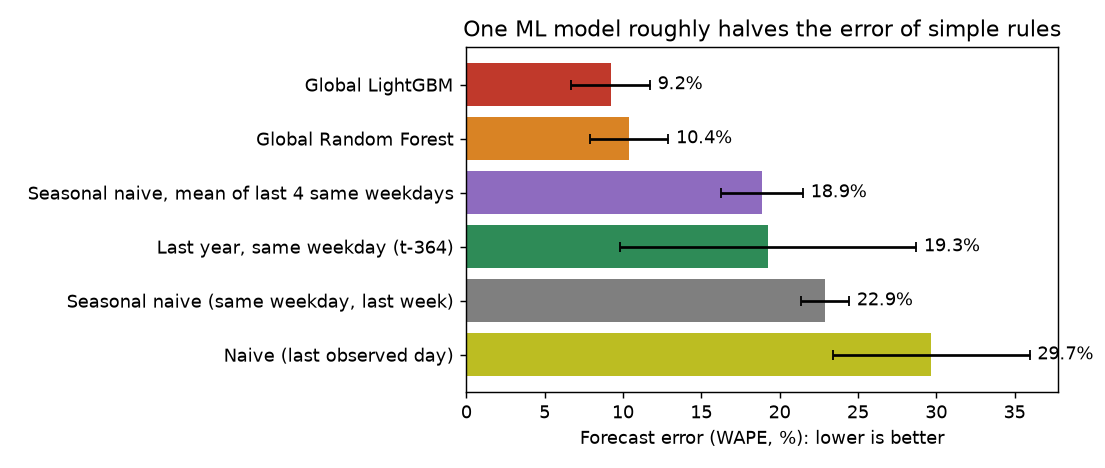 One ML model roughly halves the error of simple rules
Global LightGBM
9.2%
Global Random Forest
10.4%
Seasonal naive, mean of last 4 same weekdays
18.9%
Last year, same weekday (t-364)
19.3%
Seasonal naive (same weekday, last week)
22.9%
Naive (last observed day)
29.7%
0 5 10 15 20 25 30 35
Forecast error (WAPE, %): lower is better